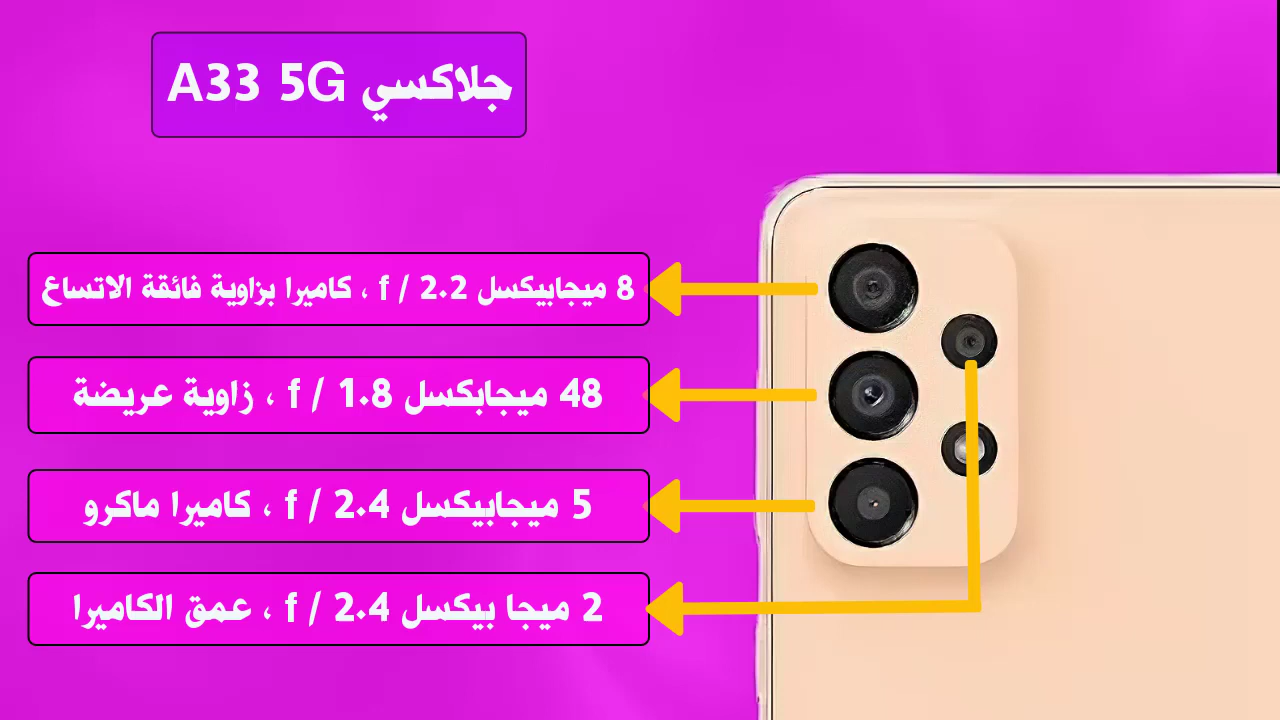 جلاكسي A33 5G
8 ميجابيكسل f / 2.2 ، كاميرا بزاوية فائقة الاتساع
48 ميجابكسل f / 1.8 ، زاوية عريضة
5 ميجابيكسل f / 2.4 ، كاميرا ماكرو
2 ميجا بيكسل f / 2.4 ، عمق الكاميرا